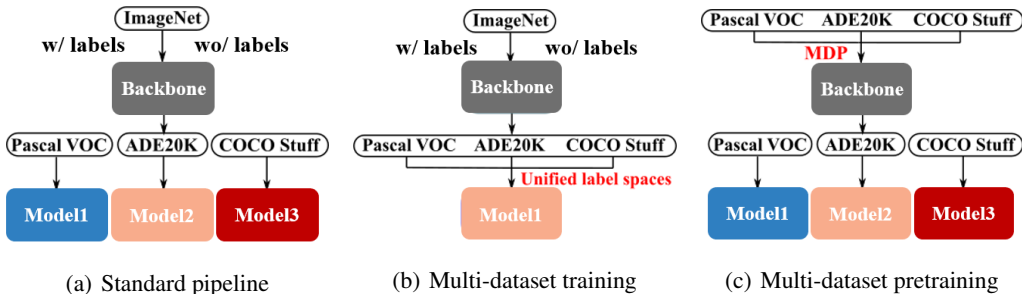 ImageNet
w/ labels wo/ labels
Backbone
Pascal VOC ADE20K COCO Stuff
Model1 Model2 Model3
(a) Standard pipeline
ImageNet
w/ labels wo/ labels
Backbone
Pascal VOC ADE20K COCO Stuff
Unified label spaces
Model1
(b) Multi-dataset training
Pascal VOC ADE20K COCO Stuff
MDP
Backbone
Pascal VOC ADE20K COCO Stuff
Model1 Model2 Model3
(c) Multi-dataset pretraining